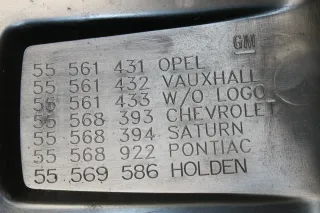 GM
55 561 431 OPEL
55 561 432 VAUXHALL
55 561 433 W/O LOGO
55 568 393 CHEVROLET
55 568 394 SATURN
55 568 922 PONTIAC
55 569 586 HOLDEN